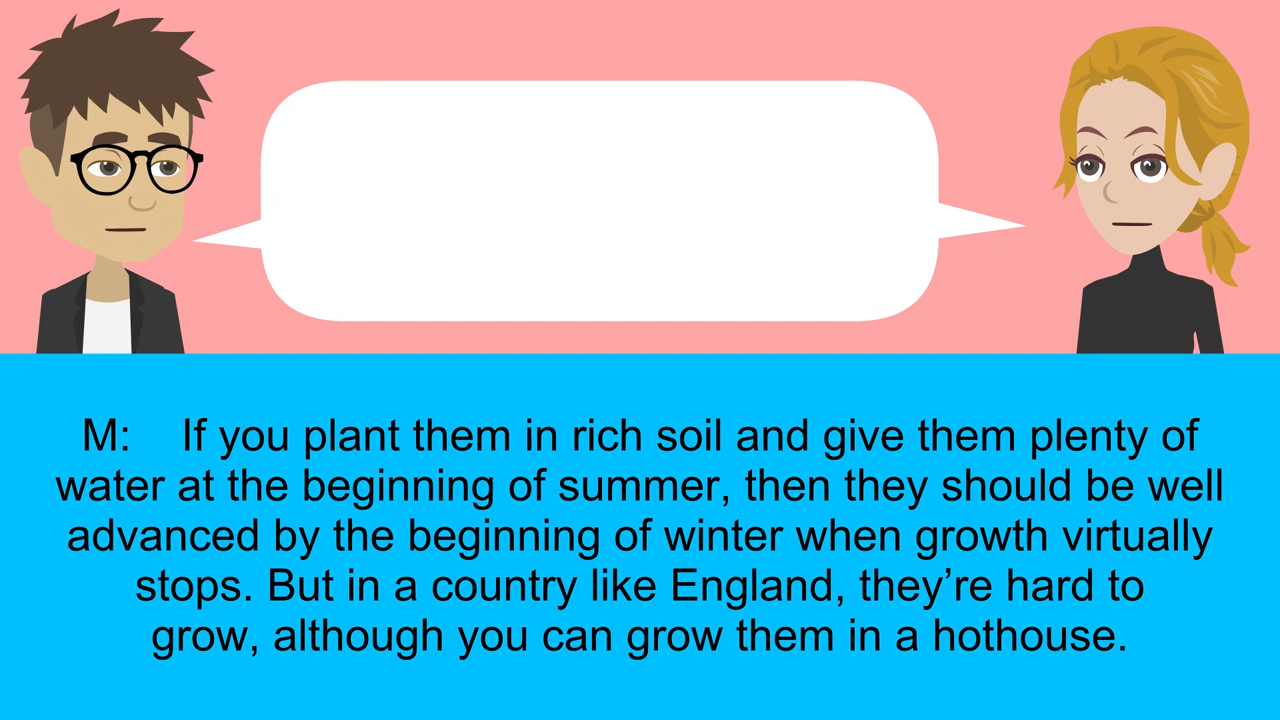 M: If you plant them in rich soil and give them plenty of
water at the beginning of summer, then they should be well
advanced by the beginning of winter when growth virtually
stops. But in a country like England, they’re hard to
grow, although you can grow them in a hothouse.